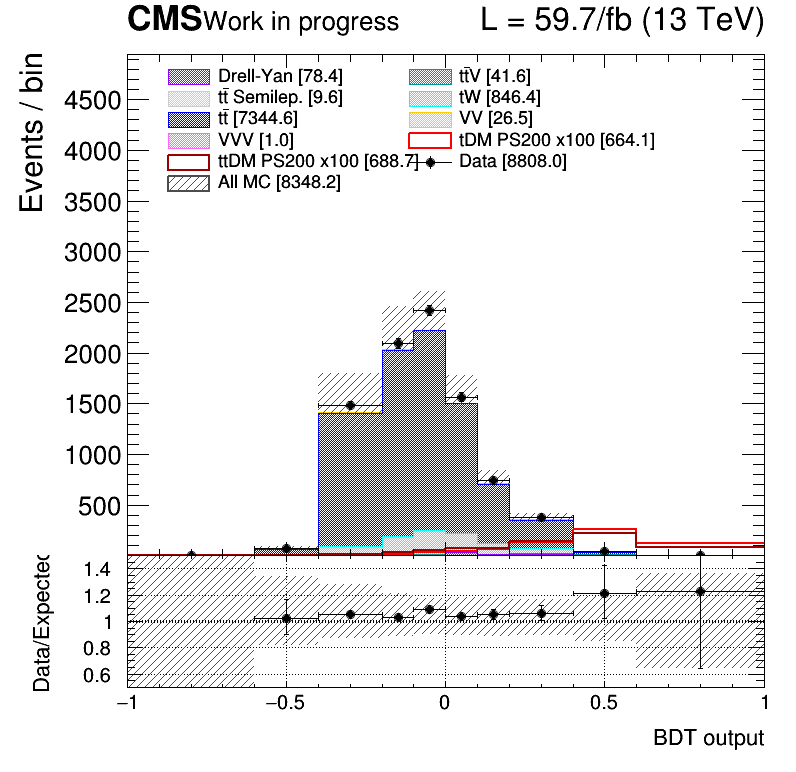 CMS Work in progress L = 59.7/fb (13 TeV)
Events / bin
Drell-Yan [78.4] tt̄V [41.6]
tt̄ Semilep. [9.6] tW [846.4]
tt̄ [7344.6] VV [26.5]
VVV [1.0] tDM PS200 x100 [664.1]
ttDM PS200 x100 [688.7] Data [8808.0]
All MC [8348.2]
4500
4000
3500
3000
2500
2000
1500
1000
500
Data/Expected
1.4
1.2
1
0.8
0.6
−1 −0.5 0 0.5 1
BDT output